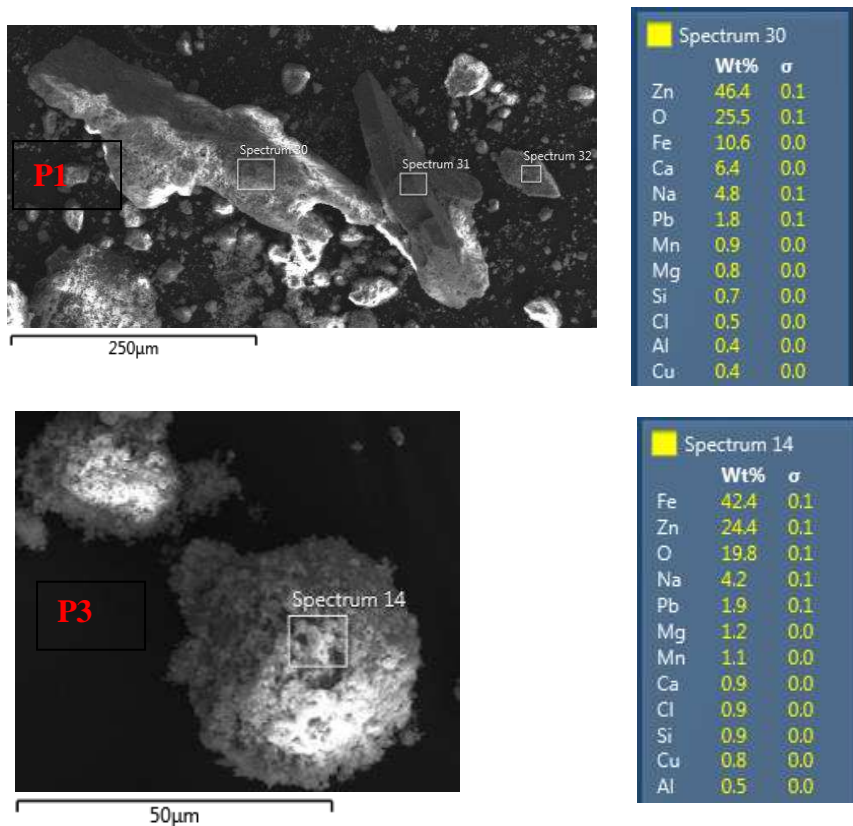 P1
Spectrum 30
Spectrum 31
Spectrum 32
250µm
Spectrum 30
Wt% σ
Zn 46.4 0.1
O 25.5 0.1
Fe 10.6 0.0
Ca 6.4 0.0
Na 4.8 0.1
Pb 1.8 0.1
Mn 0.9 0.0
Mg 0.8 0.0
Si 0.7 0.0
Cl 0.5 0.0
Al 0.4 0.0
Cu 0.4 0.0
P3
Spectrum 14
50µm
Spectrum 14
Wt% σ
Fe 42.4 0.1
Zn 24.4 0.1
O 19.8 0.1
Na 4.2 0.1
Pb 1.9 0.1
Mg 1.2 0.0
Mn 1.1 0.0
Ca 0.9 0.0
Cl 0.9 0.0
Si 0.9 0.0
Cu 0.8 0.0
Al 0.5 0.0